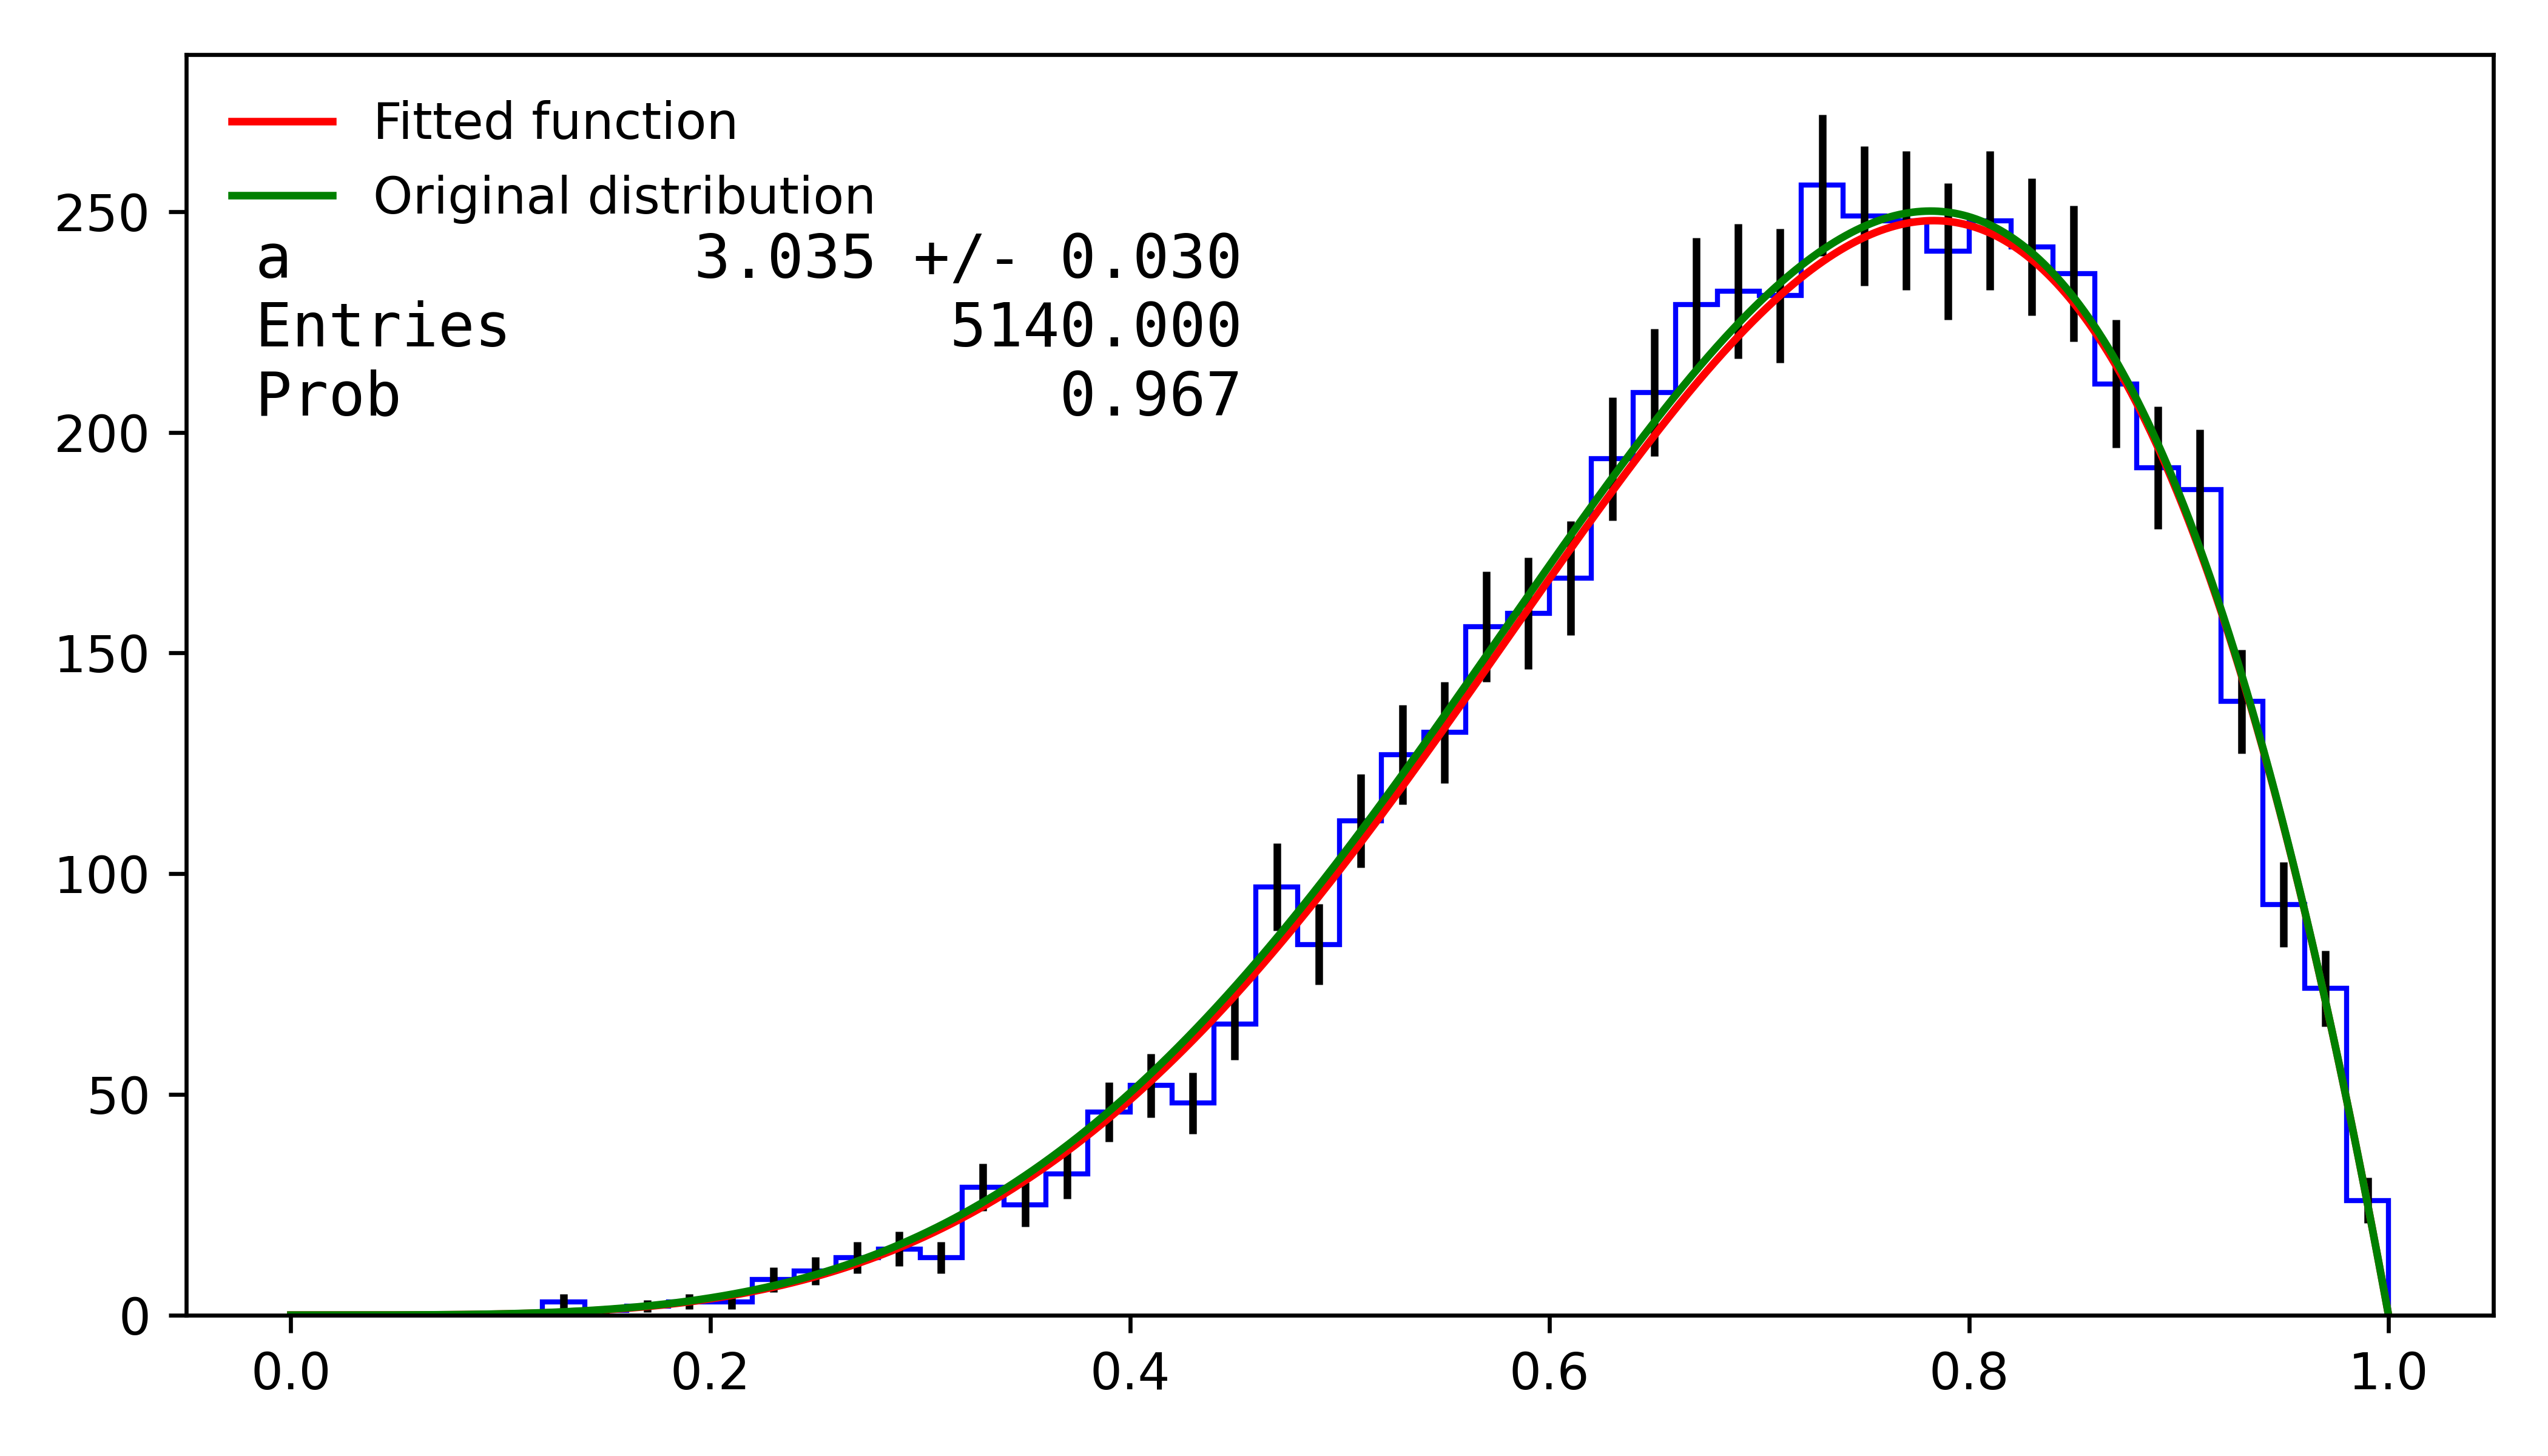 Fitted function
Original distribution
a 3.035 +/- 0.030
Entries 5140.000
Prob 0.967
250
200
150
100
50
0
0.0 0.2 0.4 0.6 0.8 1.0